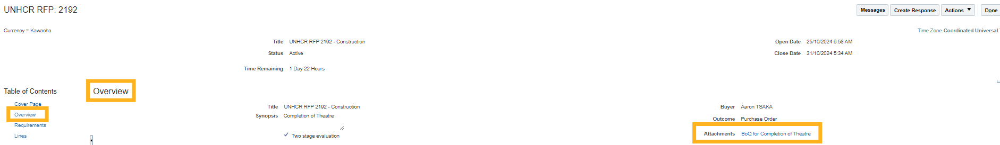 UNHCR RFP: 2192
Messages Create Response Actions Done
Currency = Kawacha
Time Zone Coordinated Universal
Title UNHCR RFP 2192 - Construction
Open Date 25/10/2024 6:58 AM
Status Active
Close Date 31/10/2024 5:34 AM
Time Remaining 1 Day 22 Hours
Table of Contents
Overview
Cover Page
Overview
Requirements
Lines
Title UNHCR RFP 2192 - Construction
Synopsis Completion of Theatre
Two stage evaluation
Buyer Aaron TSAKA
Outcome Purchase Order
Attachments BoQ for Completion of Theatre